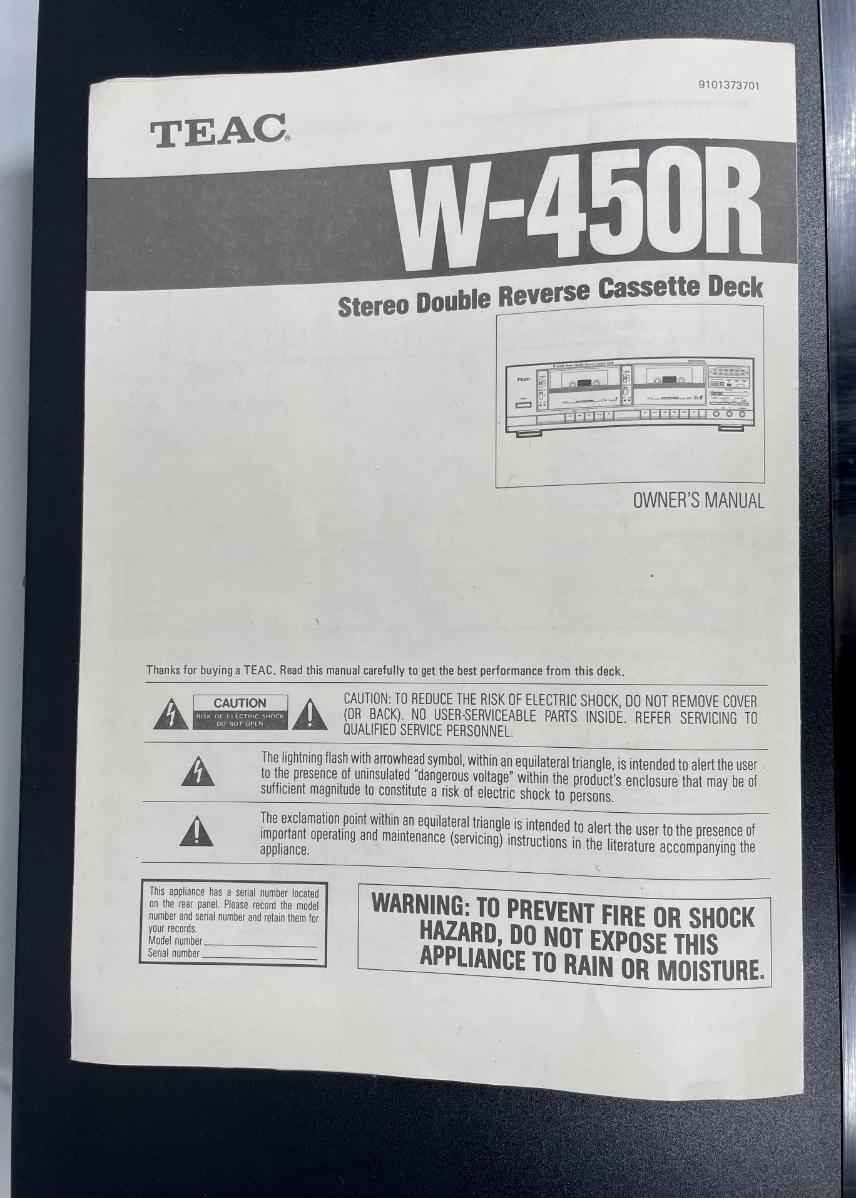 9101373701
TEAC®
W-450R
Stereo Double Reverse Cassette Deck
TEAC
OWNER'S MANUAL
Thanks for buying a TEAC. Read this manual carefully to get the best performance from this deck.
CAUTION
RISK OF ELECTRIC SHOCK
DO NOT OPEN
CAUTION: TO REDUCE THE RISK OF ELECTRIC SHOCK, DO NOT REMOVE COVER
(OR BACK). NO USER-SERVICEABLE PARTS INSIDE. REFER SERVICING TO
QUALIFIED SERVICE PERSONNEL.
The lightning flash with arrowhead symbol, within an equilateral triangle, is intended to alert the user
to the presence of uninsulated "dangerous voltage" within the product's enclosure that may be of
sufficient magnitude to constitute a risk of electric shock to persons.
The exclamation point within an equilateral triangle is intended to alert the user to the presence of
important operating and maintenance (servicing) instructions in the literature accompanying the
appliance.
This appliance has a serial number located
on the rear panel. Please record the model
number and serial number and retain them for
your records.
Model number
Serial number
WARNING: TO PREVENT FIRE OR SHOCK
HAZARD, DO NOT EXPOSE THIS
APPLIANCE TO RAIN OR MOISTURE.